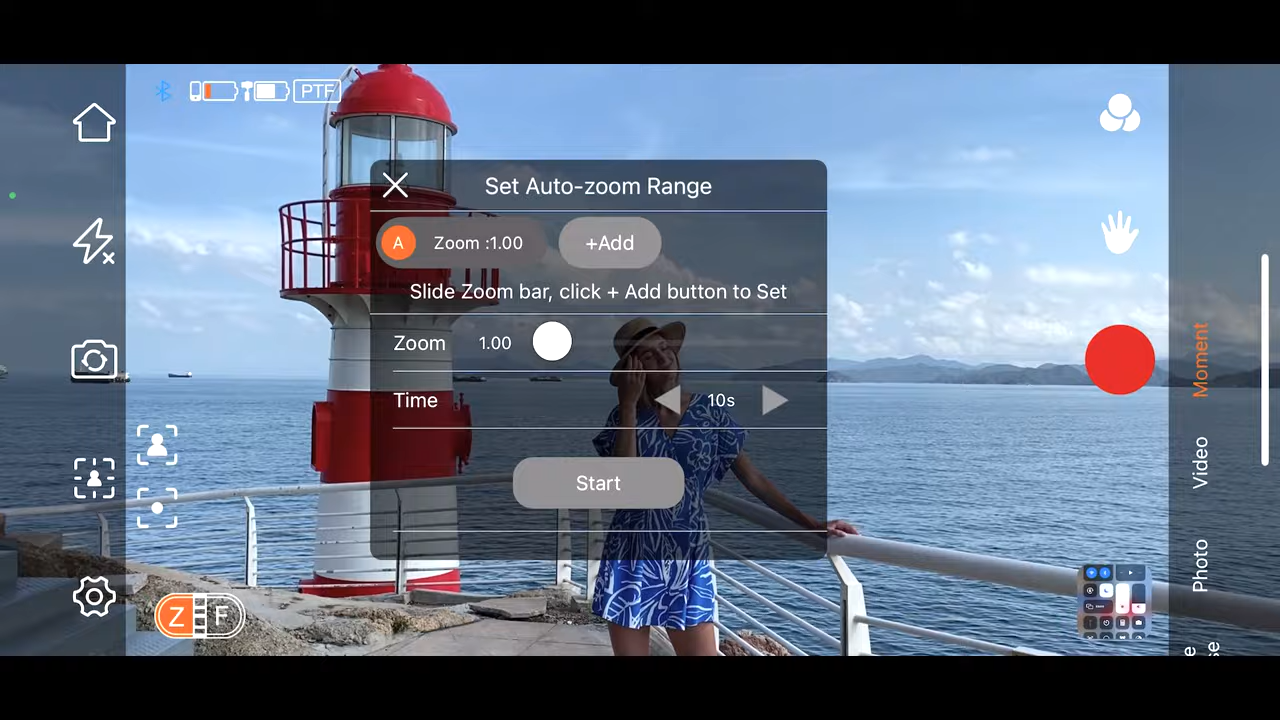 PTF
Set Auto-zoom Range
A Zoom :1.00 +Add
Slide Zoom bar, click + Add button to Set
Zoom 1.00
Time 10s
Start
Z F
Moment
Video
Photo